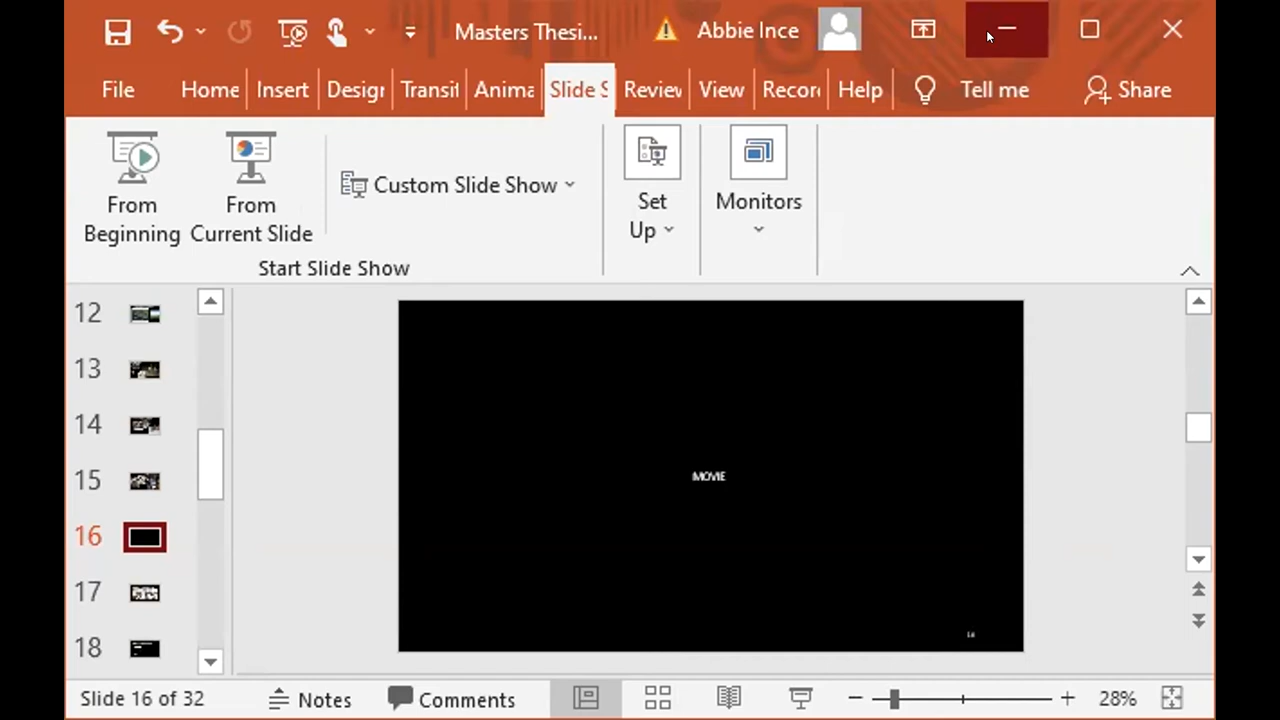 Masters Thesi... Abbie Ince
File Home Insert Design Transit Anima Slide S Review View Recor Help Tell me Share
From Beginning
From Current Slide
Custom Slide Show
Set Up
Monitors
Start Slide Show
12
13
14
15
16
17
18
MOVIE
Slide 16 of 32 Notes Comments 28%